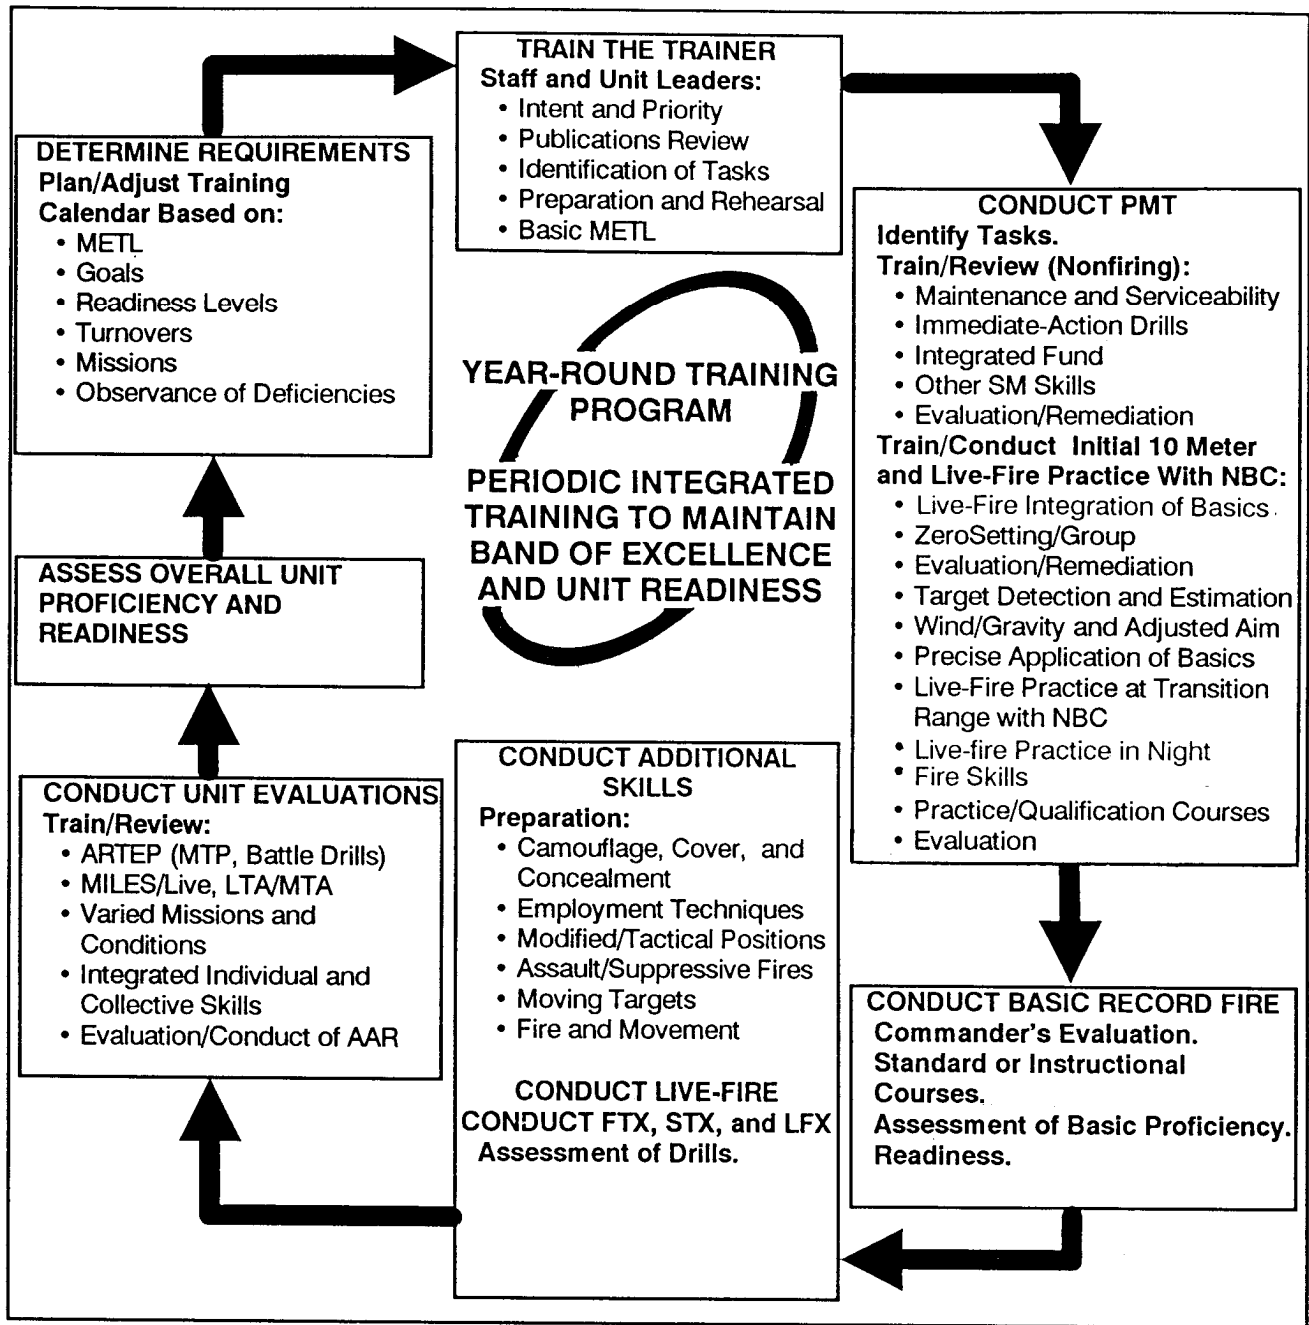 TRAIN THE TRAINER
Staff and Unit Leaders:
• Intent and Priority
• Publications Review
• Identification of Tasks
• Preparation and Rehearsal
• Basic METL
DETERMINE REQUIREMENTS
Plan/Adjust Training
Calendar Based on:
• METL
• Goals
• Readiness Levels
• Turnovers
• Missions
• Observance of Deficiencies
CONDUCT PMT
Identify Tasks.
Train/Review (Nonfiring):
• Maintenance and Serviceability
• Immediate-Action Drills
• Integrated Fund
• Other SM Skills
• Evaluation/Remediation
Train/Conduct Initial 10 Meter
and Live-Fire Practice With NBC:
• Live-Fire Integration of Basics
• ZeroSetting/Group
• Evaluation/Remediation
• Target Detection and Estimation
• Wind/Gravity and Adjusted Aim
• Precise Application of Basics
• Live-Fire Practice at Transition
Range with NBC
• Live-fire Practice in Night
• Fire Skills
• Practice/Qualification Courses
• Evaluation
YEAR-ROUND TRAINING
PROGRAM
PERIODIC INTEGRATED
TRAINING TO MAINTAIN
BAND OF EXCELLENCE
AND UNIT READINESS
ASSESS OVERALL UNIT
PROFICIENCY AND
READINESS
CONDUCT UNIT EVALUATIONS
Train/Review:
• ARTEP (MTP, Battle Drills)
• MILES/Live, LTA/MTA
• Varied Missions and
Conditions
• Integrated Individual and
Collective Skills
• Evaluation/Conduct of AAR
CONDUCT ADDITIONAL
SKILLS
Preparation:
• Camouflage, Cover, and
Concealment
• Employment Techniques
• Modified/Tactical Positions
• Assault/Suppressive Fires
• Moving Targets
• Fire and Movement
CONDUCT LIVE-FIRE
CONDUCT FTX, STX, and LFX
Assessment of Drills.
CONDUCT BASIC RECORD FIRE
Commander's Evaluation.
Standard or Instructional
Courses.
Assessment of Basic Proficiency.
Readiness.